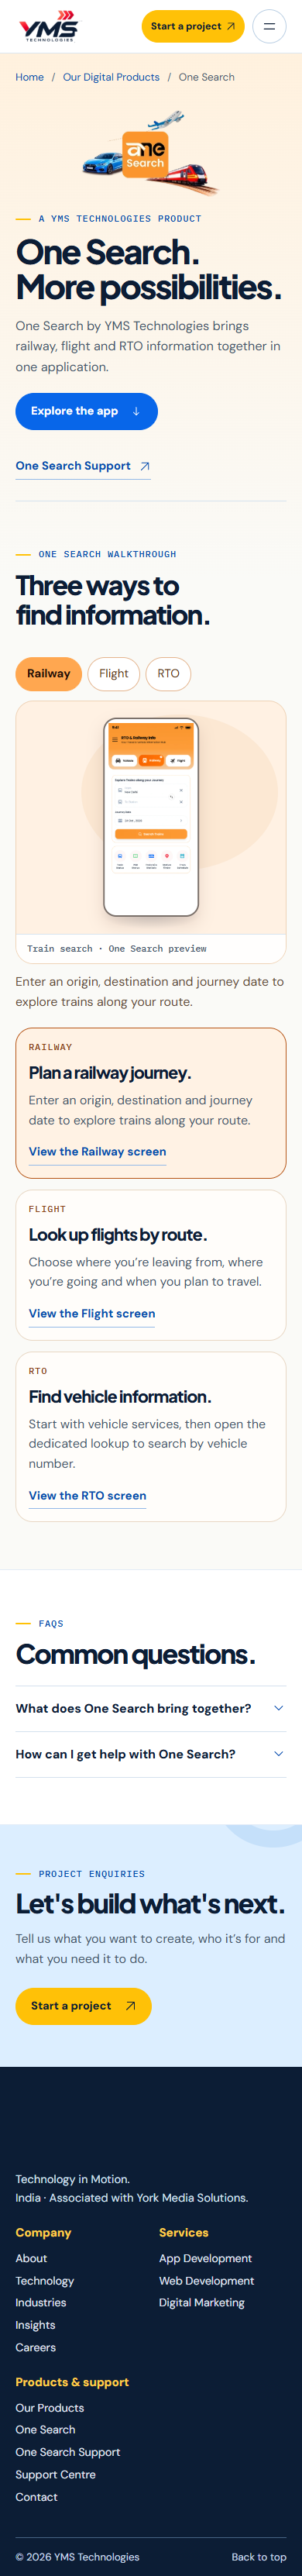 YMS
TECHNOLOGIES
Start a project
Home / Our Digital Products / One Search
one
Search
A YMS TECHNOLOGIES PRODUCT
One Search.
More possibilities.
One Search by YMS Technologies brings
railway, flight and RTO information together in
one application.
Explore the app
One Search Support
ONE SEARCH WALKTHROUGH
Three ways to
find information.
Railway Flight RTO
RTO & Railway Info
Train search · One Search preview
Enter an origin, destination and journey date to
explore trains along your route.
RAILWAY
Plan a railway journey.
Enter an origin, destination and journey
date to explore trains along your route.
View the Railway screen
FLIGHT
Look up flights by route.
Choose where you’re leaving from, where
you’re going and when you plan to travel.
View the Flight screen
RTO
Find vehicle information.
Start with vehicle services, then open the
dedicated lookup to search by vehicle
number.
View the RTO screen
FAQS
Common questions.
What does One Search bring together?
How can I get help with One Search?
PROJECT ENQUIRIES
Let's build what's next.
Tell us what you want to create, who it’s for and
what you need it to do.
Start a project
Technology in Motion.
India · Associated with York Media Solutions.
Company
About
Technology
Industries
Insights
Careers
Services
App Development
Web Development
Digital Marketing
Products & support
Our Products
One Search
One Search Support
Support Centre
Contact
© 2026 YMS Technologies
Back to top